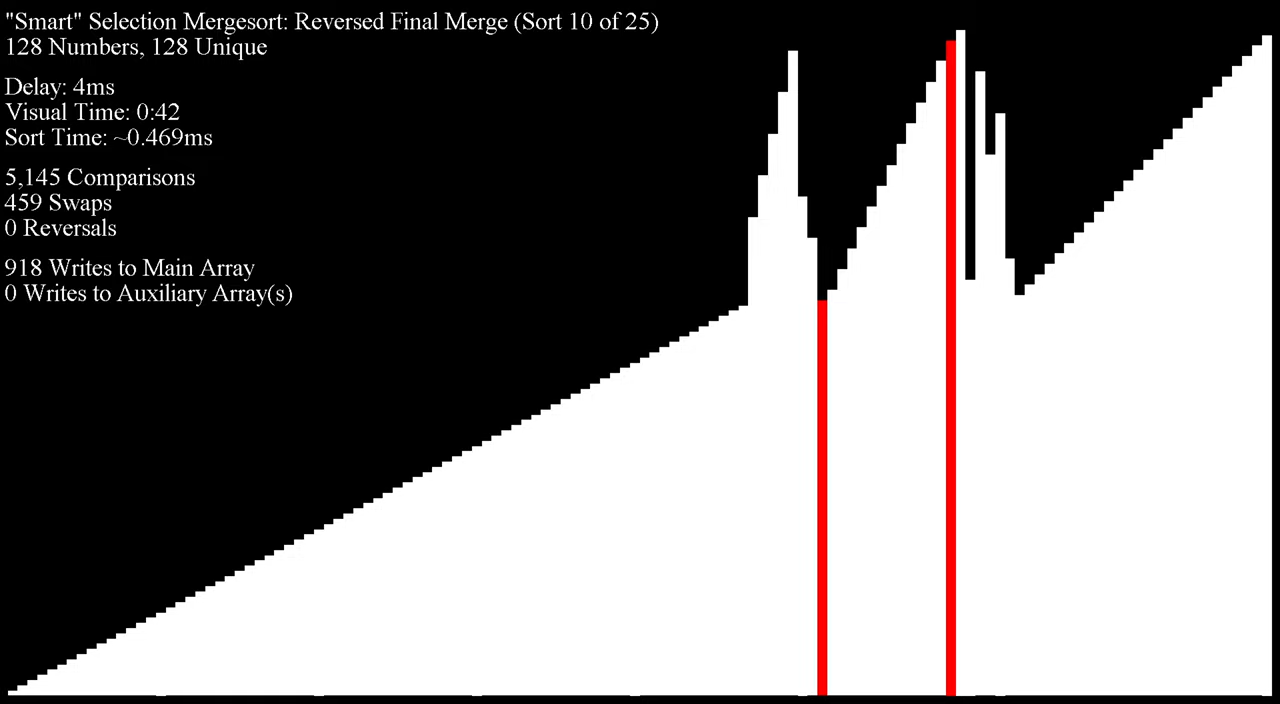 "Smart" Selection Mergesort: Reversed Final Merge (Sort 10 of 25)
128 Numbers, 128 Unique
Delay: 4ms
Visual Time: 0:42
Sort Time: ~0.469ms
5,145 Comparisons
459 Swaps
0 Reversals
918 Writes to Main Array
0 Writes to Auxiliary Array(s)